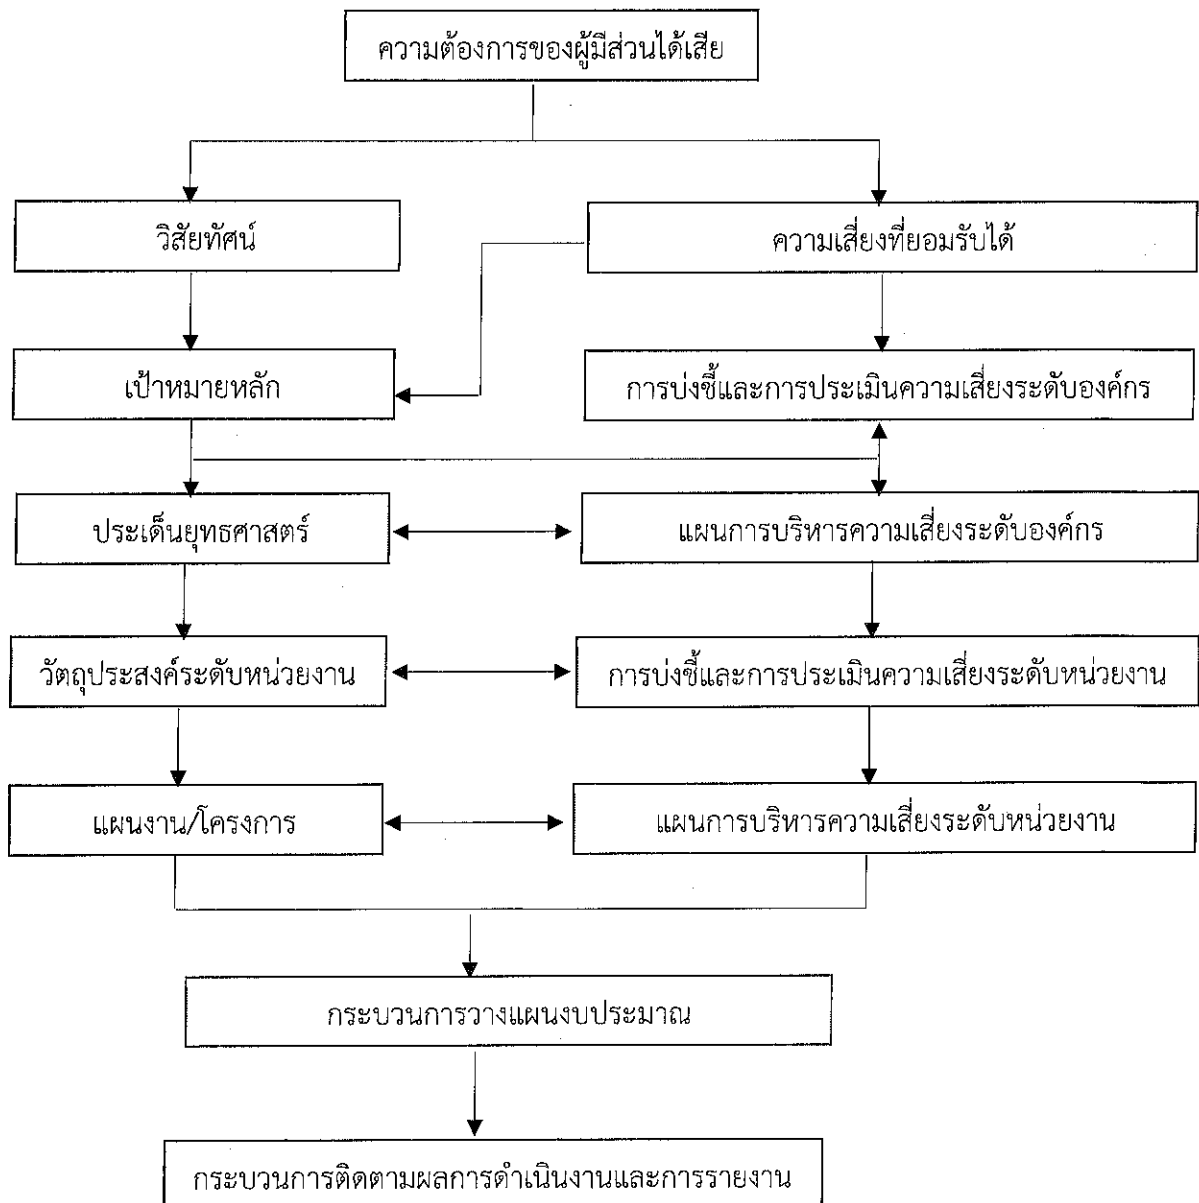 ความต้องการของผู้มีส่วนได้เสีย
วิสัยทัศน์
ความเสี่ยงที่ยอมรับได้
เป้าหมายหลัก
การบ่งชี้และการประเมินความเสี่ยงระดับองค์กร
ประเด็นยุทธศาสตร์
แผนการบริหารความเสี่ยงระดับองค์กร
วัตถุประสงค์ระดับหน่วยงาน
การบ่งชี้และการประเมินความเสี่ยงระดับหน่วยงาน
แผนงาน/โครงการ
แผนการบริหารความเสี่ยงระดับหน่วยงาน
กระบวนการวางแผนงบประมาณ
กระบวนการติดตามผลการดำเนินงานและการรายงาน